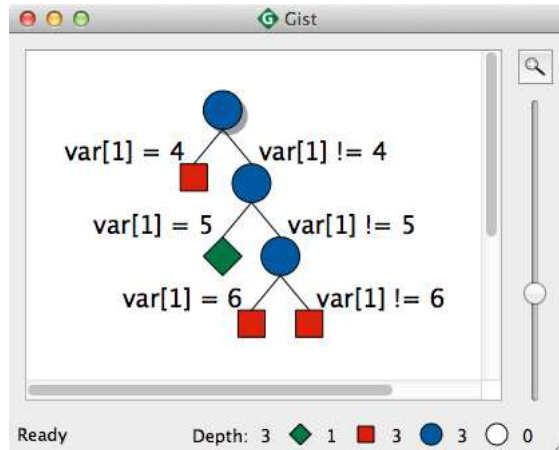 Gist
var[1] = 4 var[1] != 4
var[1] = 5 var[1] != 5
var[1] = 6 var[1] != 6
Ready Depth: 3 1 3 3 0